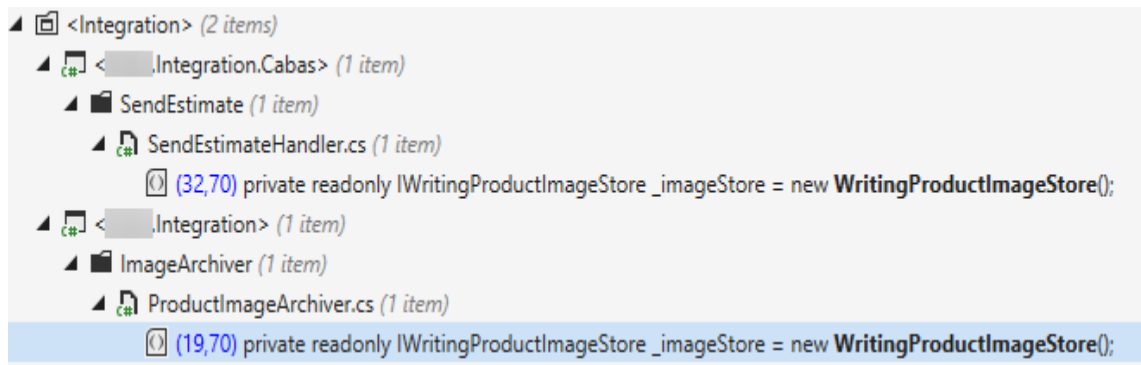 <Integration> (2 items)
< .Integration.Cabas> (1 item)
SendEstimate (1 item)
SendEstimateHandler.cs (1 item)
(32,70) private readonly IWritingProductImageStore _imageStore = new WritingProductImageStore();
< .Integration> (1 item)
ImageArchiver (1 item)
ProductImageArchiver.cs (1 item)
(19,70) private readonly IWritingProductImageStore _imageStore = new WritingProductImageStore();